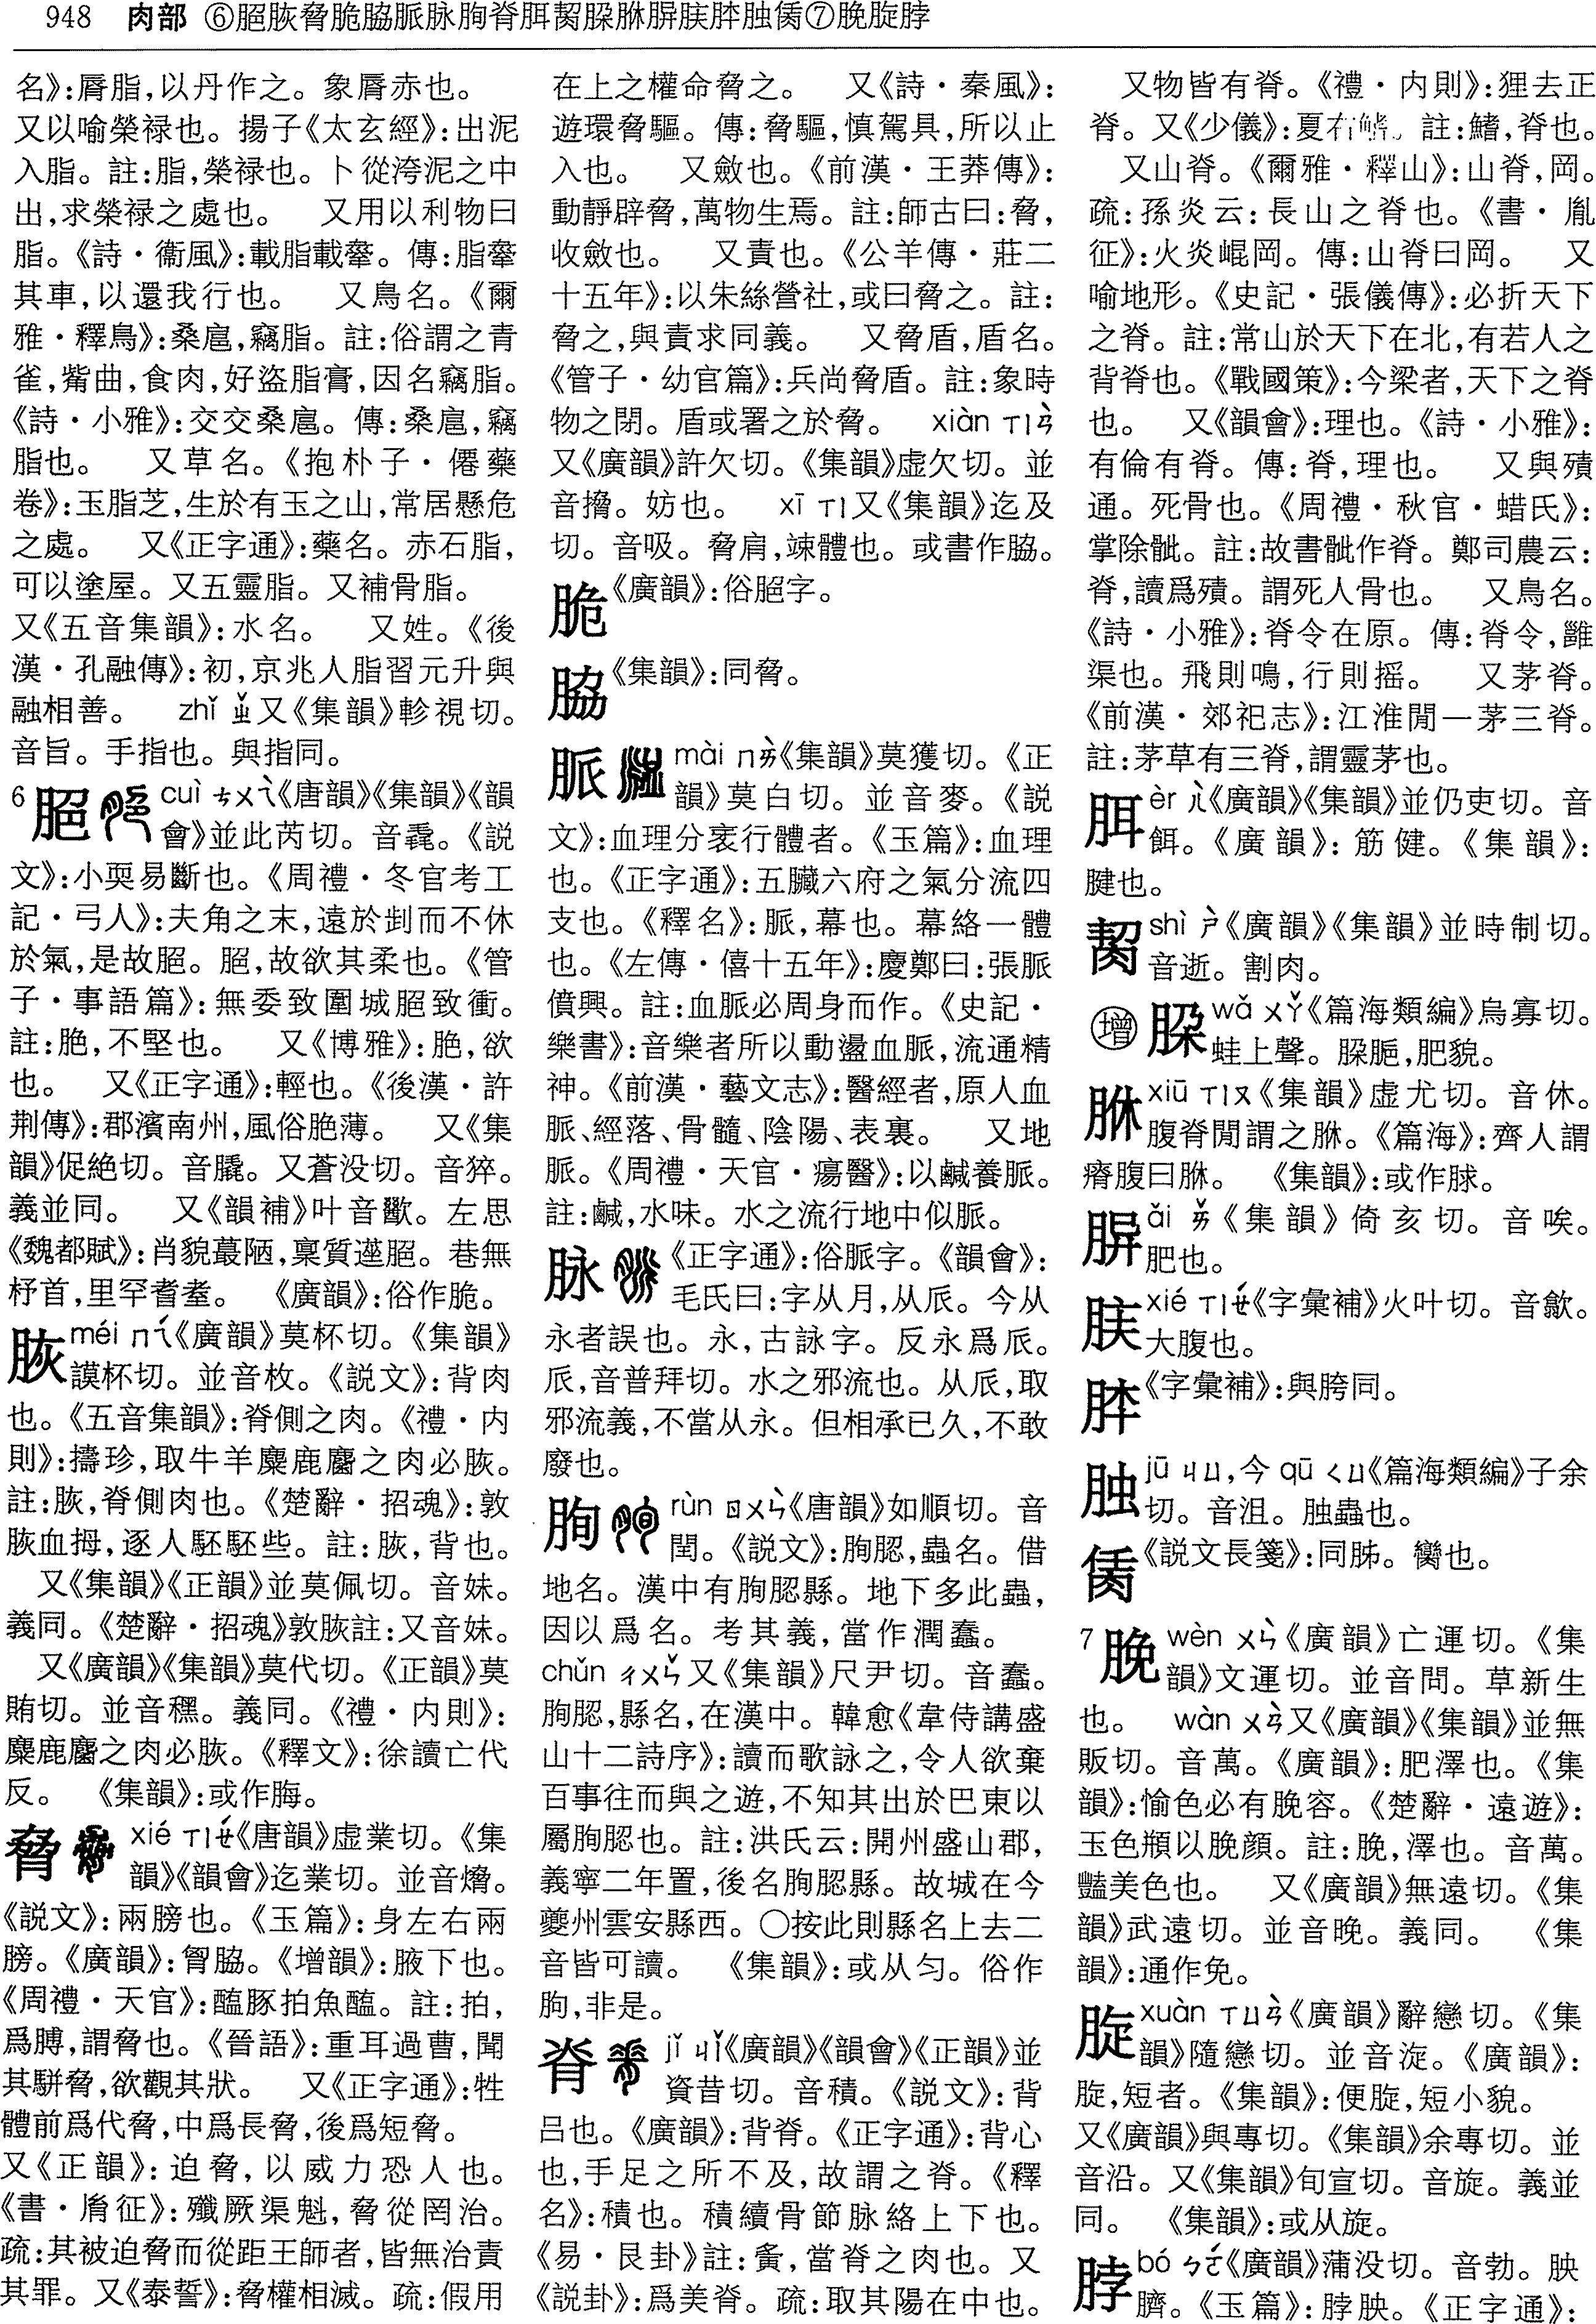 948 肉部 ⑥脃脄脅脆脇脈脉朐脊胹䏿脎脙胼胅胖胊㑾⑦脕脧脖
名》:脣脂,以丹作之。象脣赤也。
又以喻榮禄也。揚子《太玄經》:出泥
入脂。註:脂,榮禄也。卜從洿泥之中
出,求榮禄之處也。 又用以利物曰
脂。《詩·衞風》:載脂載舝。傳:脂舝
其車,以還我行也。 又鳥名。《爾
雅·釋鳥》:桑扈,竊脂。註:俗謂之青
雀,觜曲,食肉,好盗脂膏,因名竊脂。
《詩·小雅》:交交桑扈。傳:桑扈,竊
脂也。 又草名。《抱朴子·僊藥
卷》:玉脂芝,生於有玉之山,常居懸危
之處。 又《正字通》:藥名。赤石脂,
可以塗屋。又五靈脂。又補骨脂。
又《五音集韻》:水名。 又姓。《後
漢·孔融傳》:初,京兆人脂習元升與
融相善。 zhǐ ㄓˇ又《集韻》軫視切。
音旨。手指也。與指同。
6 脃 cuì ㄘㄨㄟˋ《唐韻》《集韻》《韻
會》並此芮切。音毳。《説
文》:小耎易斷也。《周禮·冬官考工
記·弓人》:夫角之末,遠於㓺而不休
於氣,是故脃。脃,故欲其柔也。《管
子·事語篇》:無委致圍城脃致衝。
註:脆,不堅也。 又《博雅》:脆,欲
也。 又《正字通》:輕也。《後漢·許
荆傳》:郡濱南州,風俗脆薄。 又《集
韻》促絶切。音膬。又蒼没切。音猝。
義並同。 又《韻補》叶音歠。左思
《魏都賦》:肖貌蕞陋,禀質遳脃。巷無
杼首,里罕耆耋。 《廣韻》:俗作脆。
脄 méi ㄇㄟˊ《廣韻》莫杯切。《集韻》
謨杯切。並音枚。《説文》:背肉
也。《五音集韻》:脊側之肉。《禮·内
則》:擣珍,取牛羊麋鹿麕之肉必脄。
註:脄,脊側肉也。《楚辭·招魂》:敦
脄血拇,逐人駓駓些。註:脄,背也。
又《集韻》《正韻》並莫佩切。音妹。
義同。《楚辭·招魂》敦脄註:又音妹。
又《廣韻》《集韻》莫代切。《正韻》莫
賄切。並音穤。義同。《禮·内則》:
麋鹿麕之肉必脄。《釋文》:徐讀亡代
反。 《集韻》:或作脢。
脅 xié ㄒㄧㄝˊ《唐韻》虚業切。《集
韻》《韻會》迄業切。並音熁。
《説文》:兩膀也。《玉篇》:身左右兩
膀。《廣韻》:胷脇。《增韻》:腋下也。
《周禮·天官》:醢豚拍魚醢。註:拍,
爲膊,謂脅也。《晉語》:重耳過曹,聞
其駢脅,欲觀其狀。 又《正字通》:牲
體前爲代脅,中爲長脅,後爲短脅。
又《正韻》:迫脅,以威力恐人也。
《書·胤征》:殲厥渠魁,脅從罔治。
疏:其被迫脅而從距王師者,皆無治責
其罪。又《泰誓》:脅權相滅。疏:假用
在上之權命脅之。 又《詩·秦風》:
遊環脅驅。傳:脅驅,慎駕具,所以止
入也。 又斂也。《前漢·王莽傳》:
動靜辟脅,萬物生焉。註:師古曰:脅,
收斂也。 又責也。《公羊傳·莊二
十五年》:以朱絲營社,或曰脅之。註:
脅之,與責求同義。 又脅盾,盾名。
《管子·幼官篇》:兵尚脅盾。註:象時
物之閉。盾或署之於脅。 xiàn ㄒㄧㄢˋ
又《廣韻》許欠切。《集韻》虚欠切。並
音㩜。妨也。 xī ㄒㄧ又《集韻》迄及
切。音吸。脅肩,竦體也。或書作脇。
脆 《廣韻》:俗脃字。
脇 《集韻》:同脅。
脈 mài ㄇㄞˋ《集韻》莫獲切。《正
韻》莫白切。並音麥。《説
文》:血理分衺行體者。《玉篇》:血理
也。《正字通》:五臟六府之氣分流四
支也。《釋名》:脈,幕也。幕絡一體
也。《左傳·僖十五年》:慶鄭曰:張脈
僨興。註:血脈必周身而作。《史記·
樂書》:音樂者所以動盪血脈,流通精
神。《前漢·藝文志》:醫經者,原人血
脈、經落、骨髓、陰陽、表裏。 又地
脈。《周禮·天官·瘍醫》:以鹹養脈。
註:鹹,水味。水之流行地中似脈。
脉 《正字通》:俗脈字。《韻會》:
毛氏曰:字从月,从𠂢。今从
永者誤也。永,古詠字。反永爲𠂢。
𠂢,音普拜切。水之邪流也。从𠂢,取
邪流義,不當从永。但相承已久,不敢
廢也。
朐 rùn ㄖㄨㄣˋ《唐韻》如順切。音
閏。《説文》:朐䏰,蟲名。借
地名。漢中有朐䏰縣。地下多此蟲,
因以爲名。考其義,當作潤蠢。
chǔn ㄔㄨㄣˇ又《集韻》尺尹切。音蠢。
朐䏰,縣名,在漢中。韓愈《韋侍講盛
山十二詩序》:讀而歌詠之,令人欲棄
百事往而與之遊,不知其出於巴東以
屬朐䏰也。註:洪氏云:開州盛山郡,
義寧二年置,後名朐䏰縣。故城在今
夔州雲安縣西。○按此則縣名上去二
音皆可讀。 《集韻》:或从勻。俗作
朐,非是。
脊 jǐ ㄐㄧˇ《廣韻》《韻會》《正韻》並
資昔切。音積。《説文》:背
吕也。《廣韻》:背脊。《正字通》:背心
也,手足之所不及,故謂之脊。《釋
名》:積也。積續骨節脉絡上下也。
《易·艮卦》註:夤,當脊之肉也。又
《説卦》:爲美脊。疏:取其陽在中也。
又物皆有脊。《禮·内則》:狸去正
脊。又《少儀》:夏右鰭。註:鰭,脊也。
又山脊。《爾雅·釋山》:山脊,岡。
疏:孫炎云:長山之脊也。《書·胤
征》:火炎崐岡。傳:山脊曰岡。 又
喻地形。《史記·張儀傳》:必折天下
之脊。註:常山於天下在北,有若人之
背脊也。《戰國策》:今梁者,天下之脊
也。 又《韻會》:理也。《詩·小雅》:
有倫有脊。傳:脊,理也。 又與㱴
通。死骨也。《周禮·秋官·蜡氏》:
掌除骴。註:故書骴作脊。鄭司農云:
脊,讀爲㱴。謂死人骨也。 又鳥名。
《詩·小雅》:脊令在原。傳:脊令,雝
渠也。飛則鳴,行則摇。 又茅脊。
《前漢·郊祀志》:江淮閒一茅三脊。
註:茅草有三脊,謂靈茅也。
胹 èr ㄦˋ《廣韻》《集韻》並仍吏切。音
餌。《廣韻》:筋健。《集韻》:
腱也。
shì ㄕˋ《廣韻》《集韻》並時制切。
音逝。割肉。
增 wǎ ㄨㄚˇ《篇海類編》烏寡切。
蛙上聲。肥貌。
脙 xiū ㄒㄧㄡ《集韻》虚尤切。音休。
腹脊閒謂之。《篇海》:齊人謂
瘠腹曰。 《集韻》:或作脙。
ǎi ㄞˇ《集韻》倚亥切。音唉。
肥也。
xié ㄒㄧㄝˊ《字彙補》火叶切。音歙。
大腹也。
《字彙補》:與胯同。
jū ㄐㄩ,今 qū ㄑㄩ《篇海類編》子余
切。音沮。蟲也。
《説文長箋》:同胏。臠也。
7 脕 wèn ㄨㄣˋ《廣韻》亡運切。《集
韻》文運切。並音問。草新生
也。 wàn ㄨㄢˋ又《廣韻》《集韻》並無
販切。音萬。《廣韻》:肥澤也。《集
韻》:愉色必有脕容。《楚辭·遠遊》:
玉色頩以脕顔。註:脕,澤也。音萬。
豔美色也。 又《廣韻》無遠切。《集
韻》武遠切。並音晚。義同。 《集
韻》:通作免。
xuàn ㄒㄩㄢˋ《廣韻》辭戀切。《集
韻》隨戀切。並音淀。《廣韻》:
短者。《集韻》:便,短小貌。
又《廣韻》與專切。《集韻》余專切。並
音沿。又《集韻》旬宣切。音旋。義並
同。 《集韻》:或从旋。
脖 bó ㄅㄛˊ《廣韻》蒲没切。音勃。胦
臍。《玉篇》:脖胦。《正字通》: